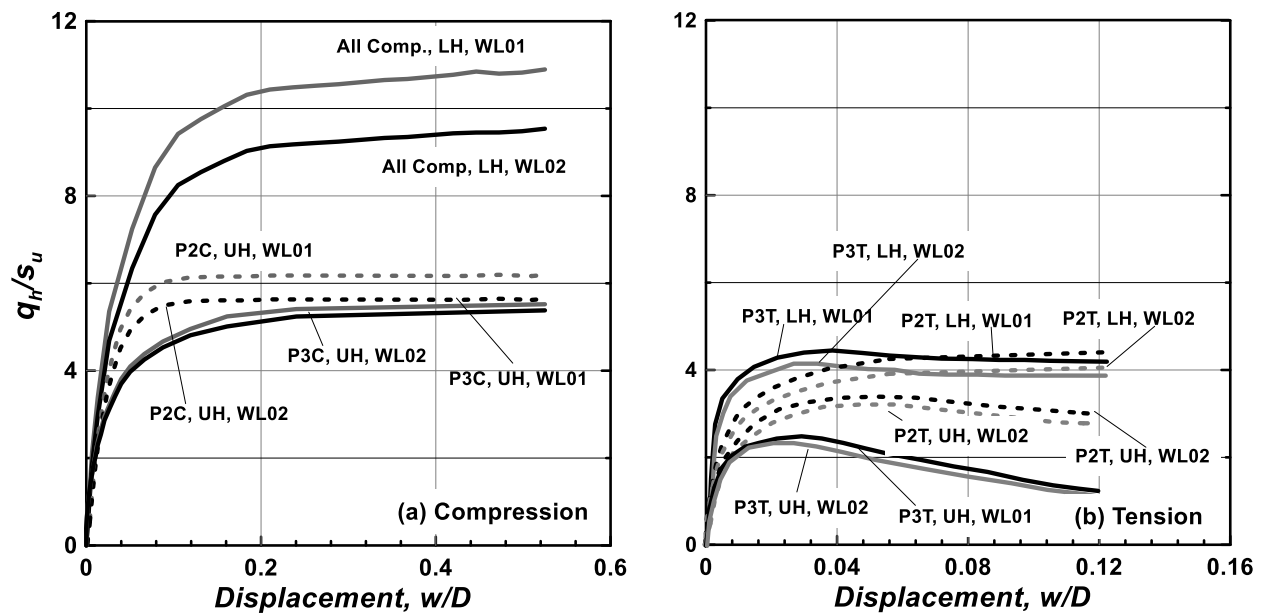 12
8
4
0
q_h/s_u
All Comp., LH, WL01
All Comp, LH, WL02
P2C, UH, WL01
P3C, UH, WL02
P3C, UH, WL01
P2C, UH, WL02
(a) Compression
0
0.2
0.4
0.6
Displacement, w/D
12
8
4
0
P3T, LH, WL02
P3T, LH, WL01
P2T, LH, WL01
P2T, LH, WL02
P2T, UH, WL02
P2T, UH, WL02
P3T, UH, WL02
P3T, UH, WL01
(b) Tension
0
0.04
0.08
0.12
0.16
Displacement, w/D